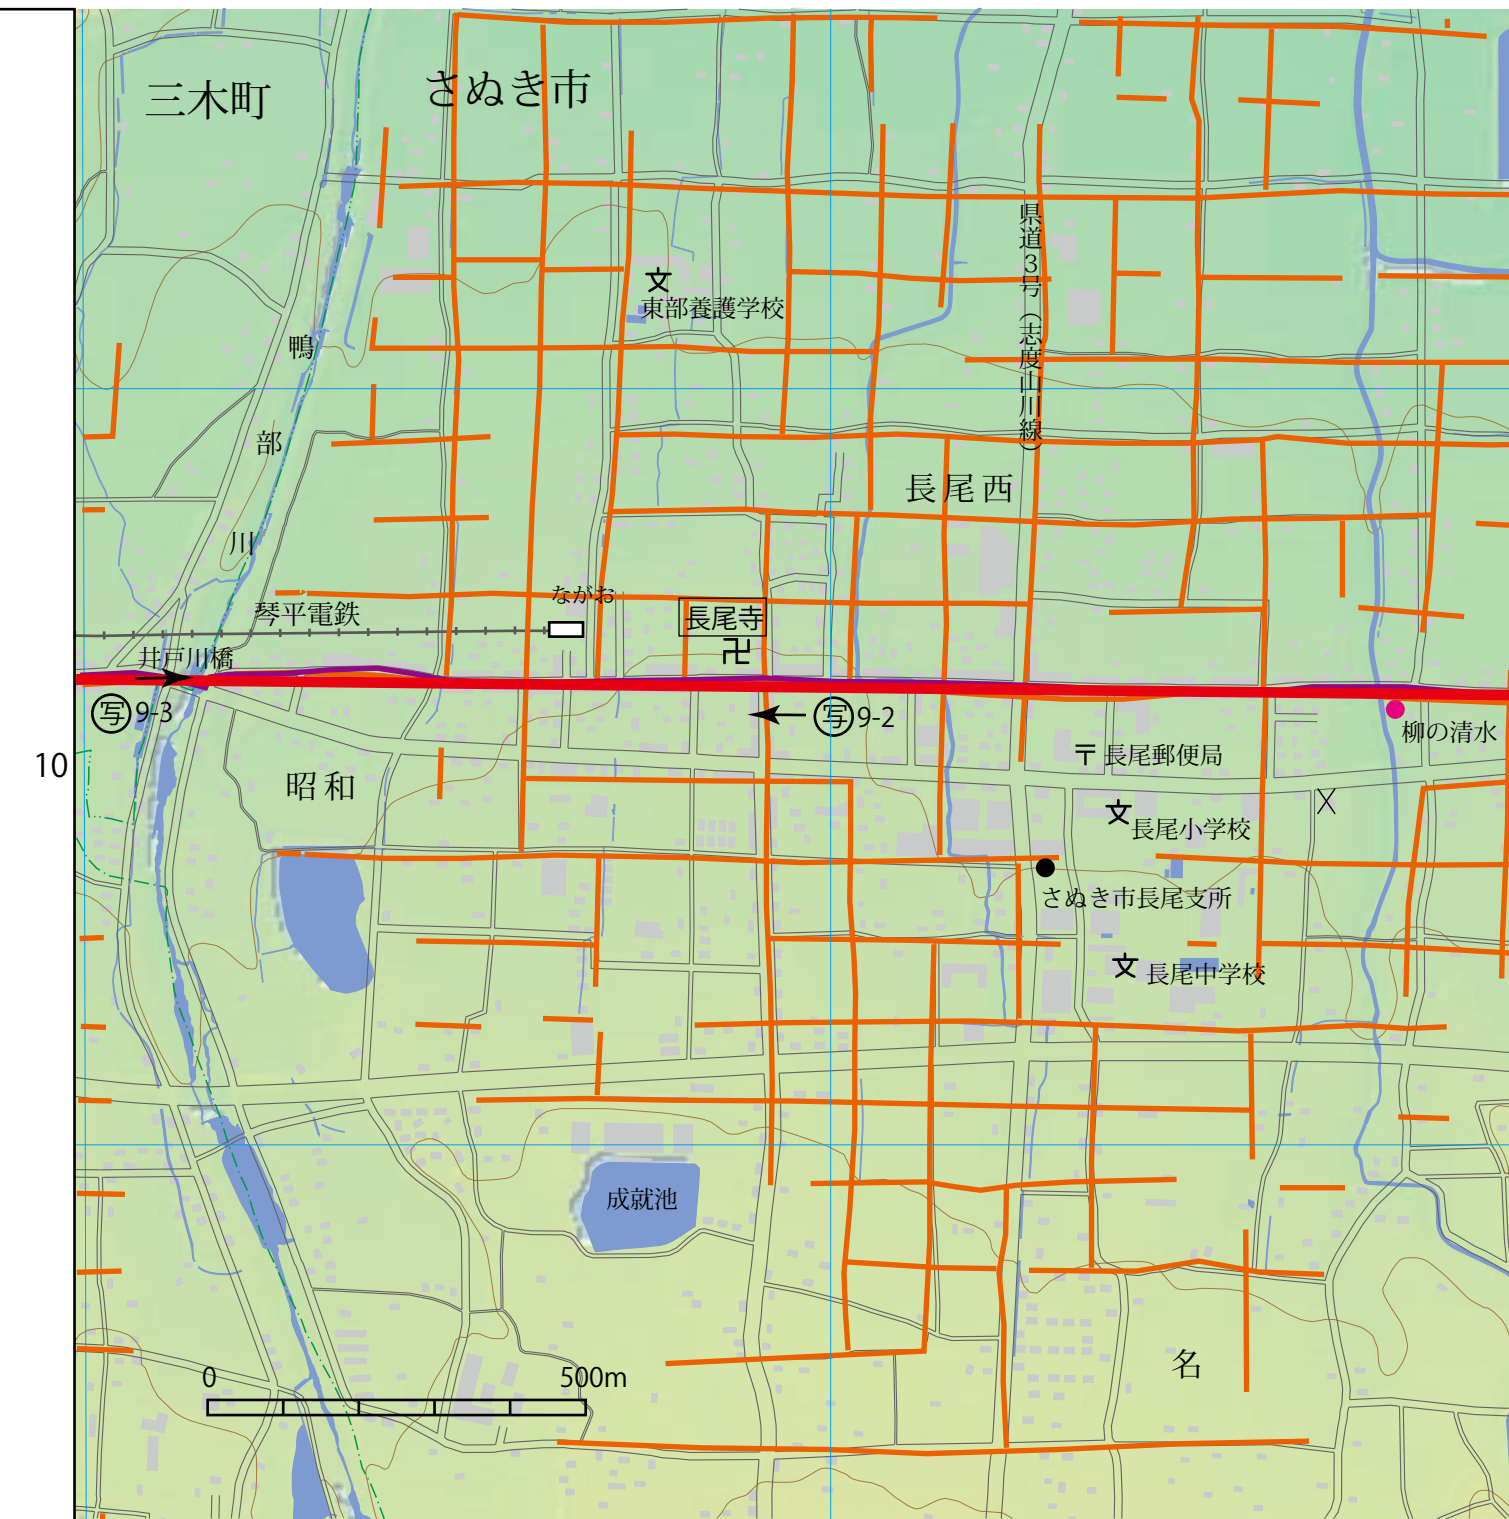 三木町
さぬき市
県道3号(志度山川線)
文
東部養護学校
鴨部川
長尾西
ながお
琴平電鉄
長尾寺
卍
井戸川橋
写 9-3
写 9-2
柳の清水
10
昭和
〒 長尾郵便局
文
長尾小学校
X
さぬき市長尾支所
文 長尾中学校
成就池
名
0 500m